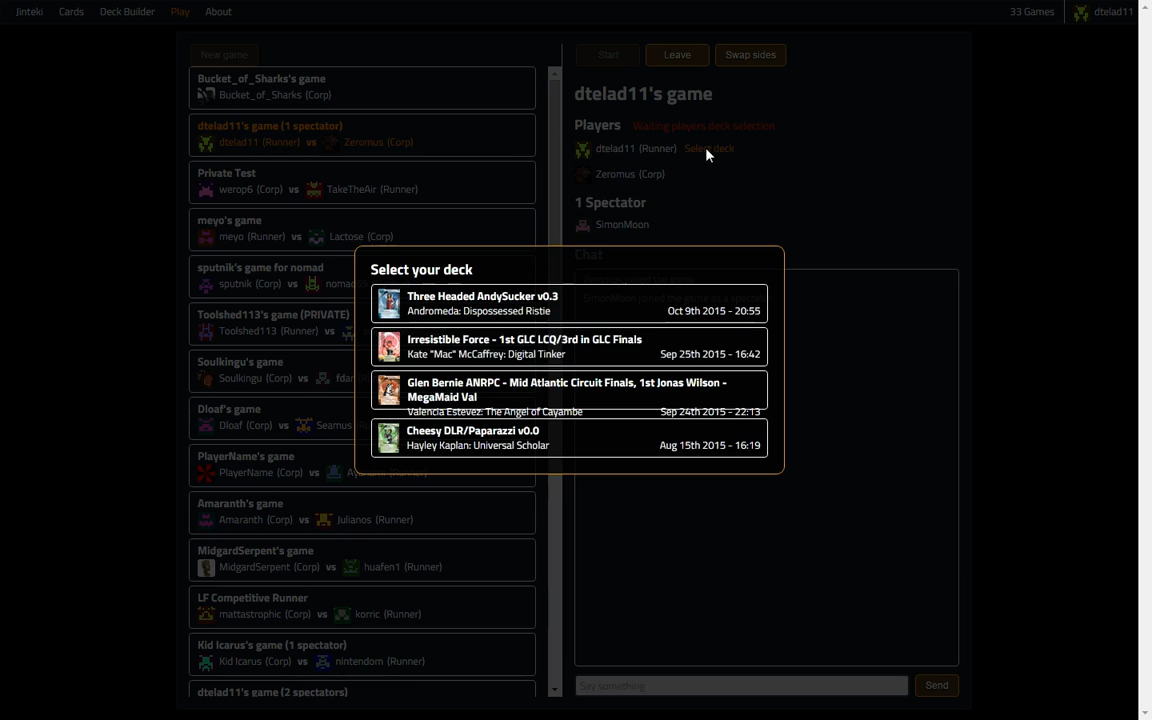 Jinteki Cards Deck Builder Play About 33 Games dtelad11
New game Start Leave Swap sides
Bucket_of_Sharks's game
Bucket_of_Sharks (Corp)
dtelad11's game (1 spectator)
dtelad11 (Runner) vs Zeromus (Corp)
Private Test
werop6 (Corp) vs TakeTheAir (Runner)
meyo's game
meyo (Runner) vs Lactose (Corp)
sputnik's game for nomad
sputnik (Corp) vs
Toolshed113's game (PRIVATE)
Toolshed113 (Runner) vs
Soulkingu's game
Soulkingu (Corp) vs
Dloaf's game
Dloaf (Corp) vs
PlayerName's game
PlayerName (Corp) vs
Amaranth's game
Amaranth (Corp) vs Julianos (Runner)
MidgardSerpent's game
MidgardSerpent (Corp) vs huafen1 (Runner)
LF Competitive Runner
mattastrophic (Corp) vs korric (Runner)
Kid Icarus's game (1 spectator)
Kid Icarus (Corp) vs nintendom (Runner)
dtelad11's game (2 spectators)
dtelad11's game
Players Waiting players deck selection
dtelad11 (Runner) Select deck
Zeromus (Corp)
1 Spectator
SimonMoon
Chat
Select your deck
Three Headed AndySucker v0.3
Andromeda: Dispossessed Ristie Oct 9th 2015 - 20:55
Irresistible Force - 1st GLC LCQ/3rd in GLC Finals
Kate "Mac" McCaffrey: Digital Tinker Sep 25th 2015 - 16:42
Glen Bernie ANRPC - Mid Atlantic Circuit Finals, 1st Jonas Wilson -
MegaMaid Val
Valencia Estevez: The Angel of Cayambe Sep 24th 2015 - 22:13
Cheesy DLR/Paparazzi v0.0
Hayley Kaplan: Universal Scholar Aug 15th 2015 - 16:19
Say something Send